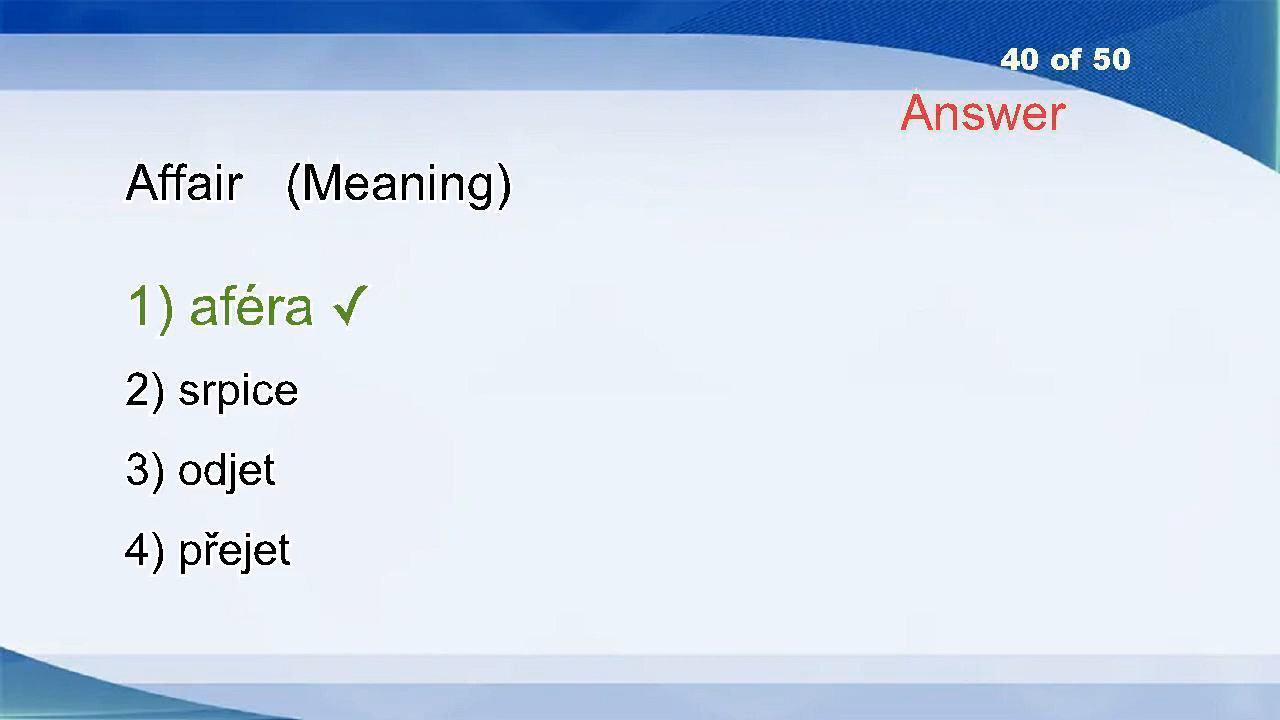 40 of 50
Answer
Affair (Meaning)
1) aféra ✓
2) srpice
3) odjet
4) přejet